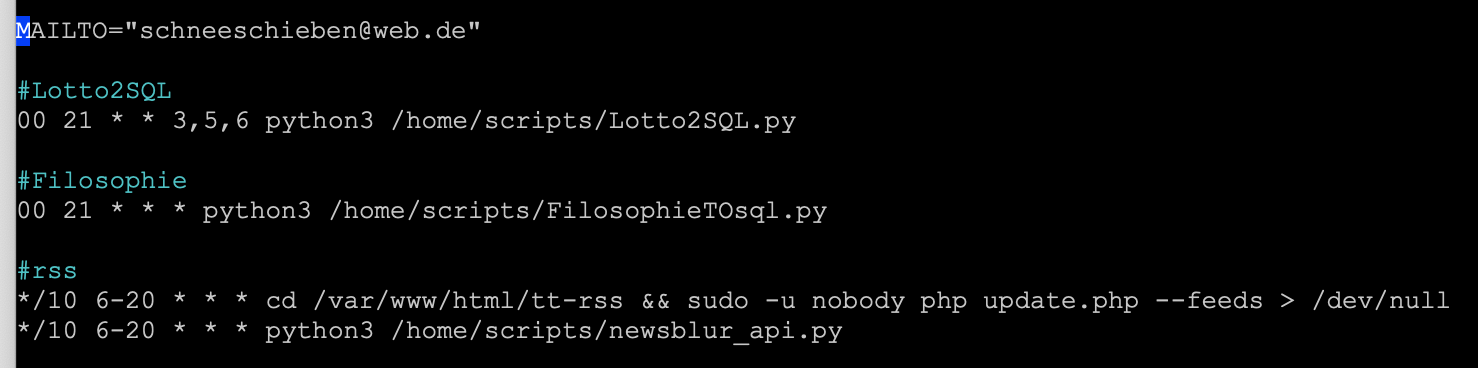 MAILTO="schneeschieben@web.de"
#Lotto2SQL
00 21 * * 3,5,6 python3 /home/scripts/Lotto2SQL.py
#Filosophie
00 21 * * * python3 /home/scripts/FilosophieTOsql.py
#rss
*/10 6-20 * * * cd /var/www/html/tt-rss && sudo -u nobody php update.php --feeds > /dev/null
*/10 6-20 * * * python3 /home/scripts/newsblur_api.py